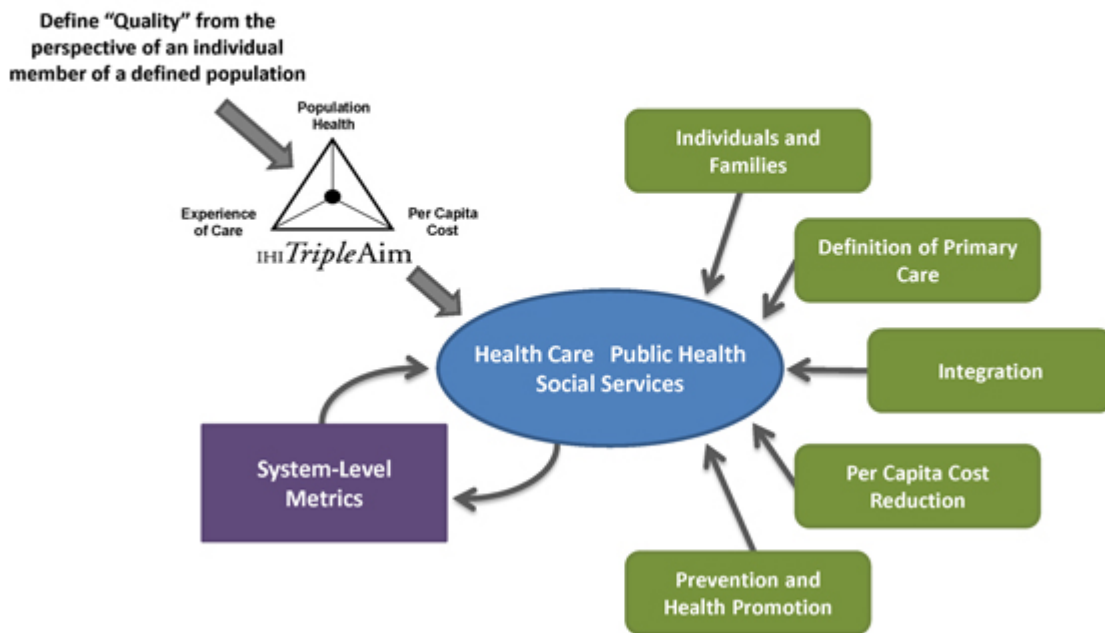 Define “Quality” from the
perspective of an individual
member of a defined population
Population
Health
Experience
of Care
Per Capita
Cost
IHI TripleAim
Individuals and
Families
Definition of Primary
Care
Health Care   Public Health
Social Services
Integration
System-Level
Metrics
Per Capita Cost
Reduction
Prevention and
Health Promotion